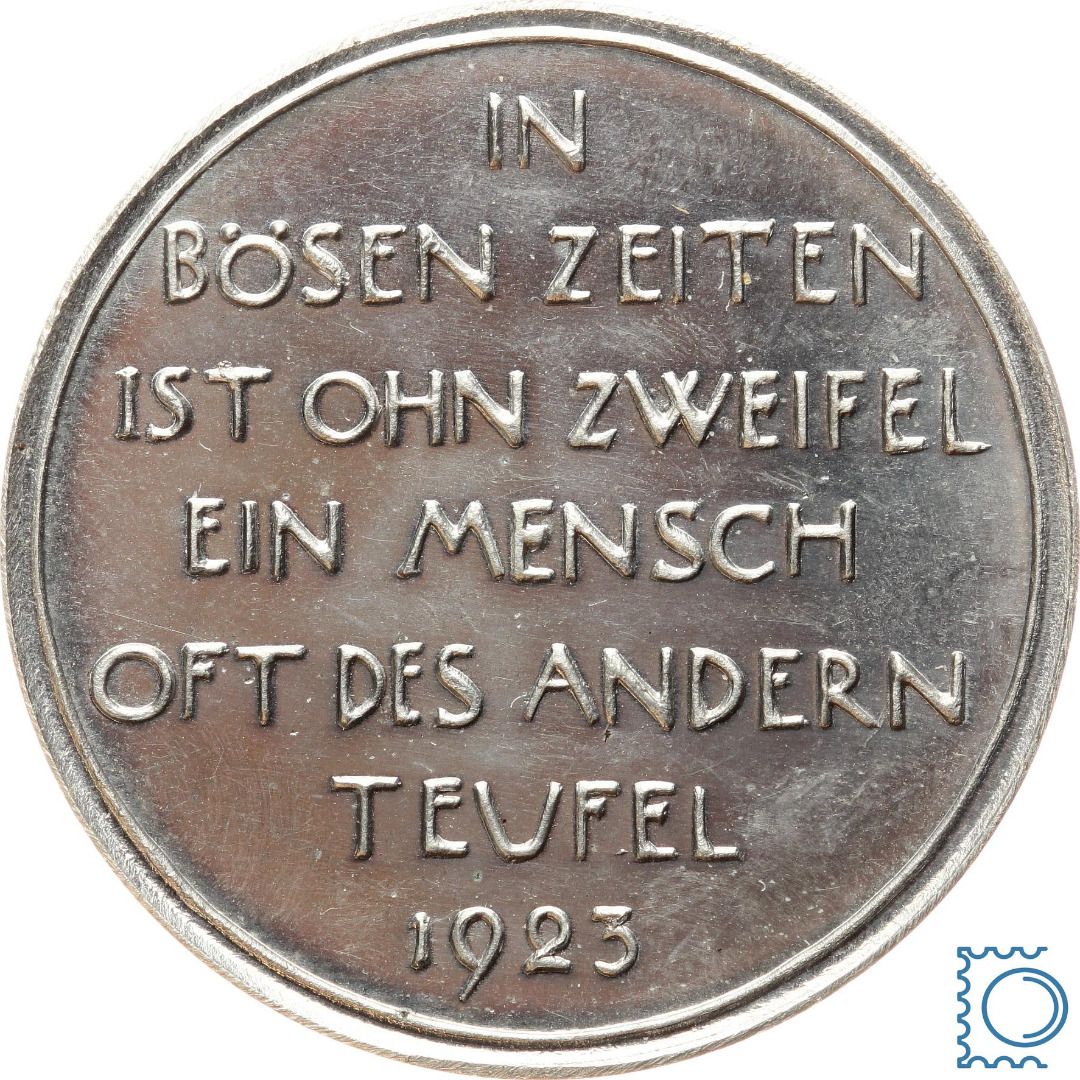 IN
BÖSEN ZEITEN
IST OHN ZWEIFEL
EIN MENSCH
OFT DES ANDERN
TEUFEL
1923